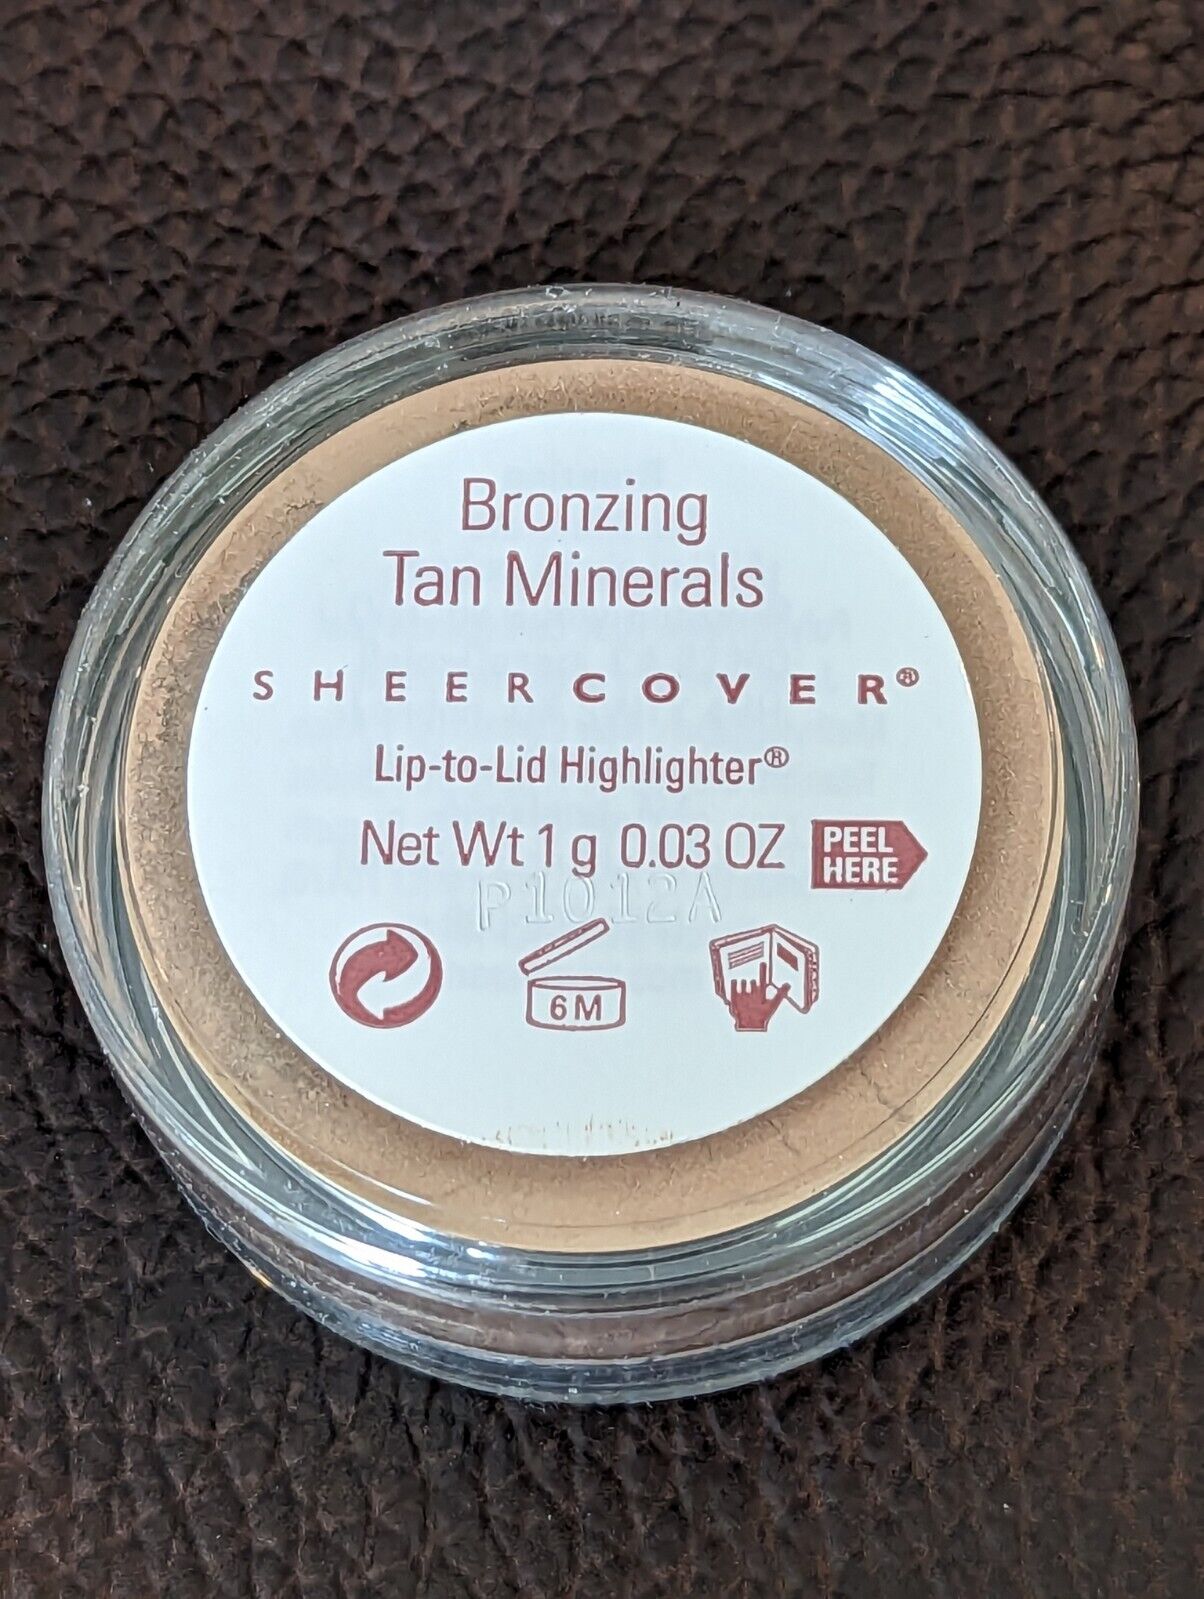 Bronzing
Tan Minerals
SHEERCOVER®
Lip-to-Lid Highlighter®
Net Wt 1 g 0.03 OZ
PEEL
HERE
P1012A
6M